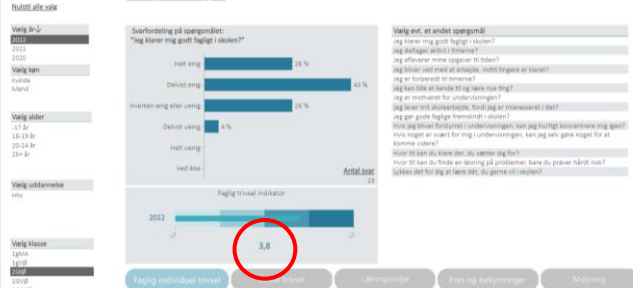 Nulstil alle valg
Vælg år
2022
2021
2020
Vælg køn
Kvinde
Mand
Vælg alder
-17 år
18-19 år
20-24 år
25+ år
Vælg uddannelse
Hhx
Vælg klasse
1gMA
1gVØ
2GIØ
Svarfordeling på spørgsmålet:
"Jeg klarer mig godt fagligt i skolen?"
Helt enig
26 %
Delvist enig
43 %
Hverken enig eller uenig
26 %
Delvist uenig
4 %
Helt uenig
Ved ikke
Antal svar
23
Faglig trivsel indikator
2022
3,8
Vælg evt. et andet spørgsmål
Jeg klarer mig godt fagligt i skolen?
Jeg deltager aktivt i timerne?
Jeg afleverer mine opgaver til tiden?
Jeg bliver ved med at arbejde, indtil tingene er klaret?
Jeg er forberedt til timerne?
Jeg kan lide at kende til og lære nye ting?
Jeg er motiveret for undervisningen?
Jeg laver mit skolearbejde, fordi jeg er interesseret i det?
Jeg gør gode faglige fremskridt i skolen?
Hvis jeg bliver forstyrret i undervisningen, kan jeg hurtigt koncentrere mig igen?
Hvis noget er svært for mig i undervisningen, kan jeg selv gøre noget for at
komme videre?
Hvor tit kan du klare det, du sætter dig for?
Hvor tit kan du finde en løsning på problemer, bare du prøver hårdt nok?
Lykkes det for dig at lære det, du gerne vil i skolen?
Faglig individuel trivsel
trivsel
Læringsmiljø
Pres og bekymringer
Mobning